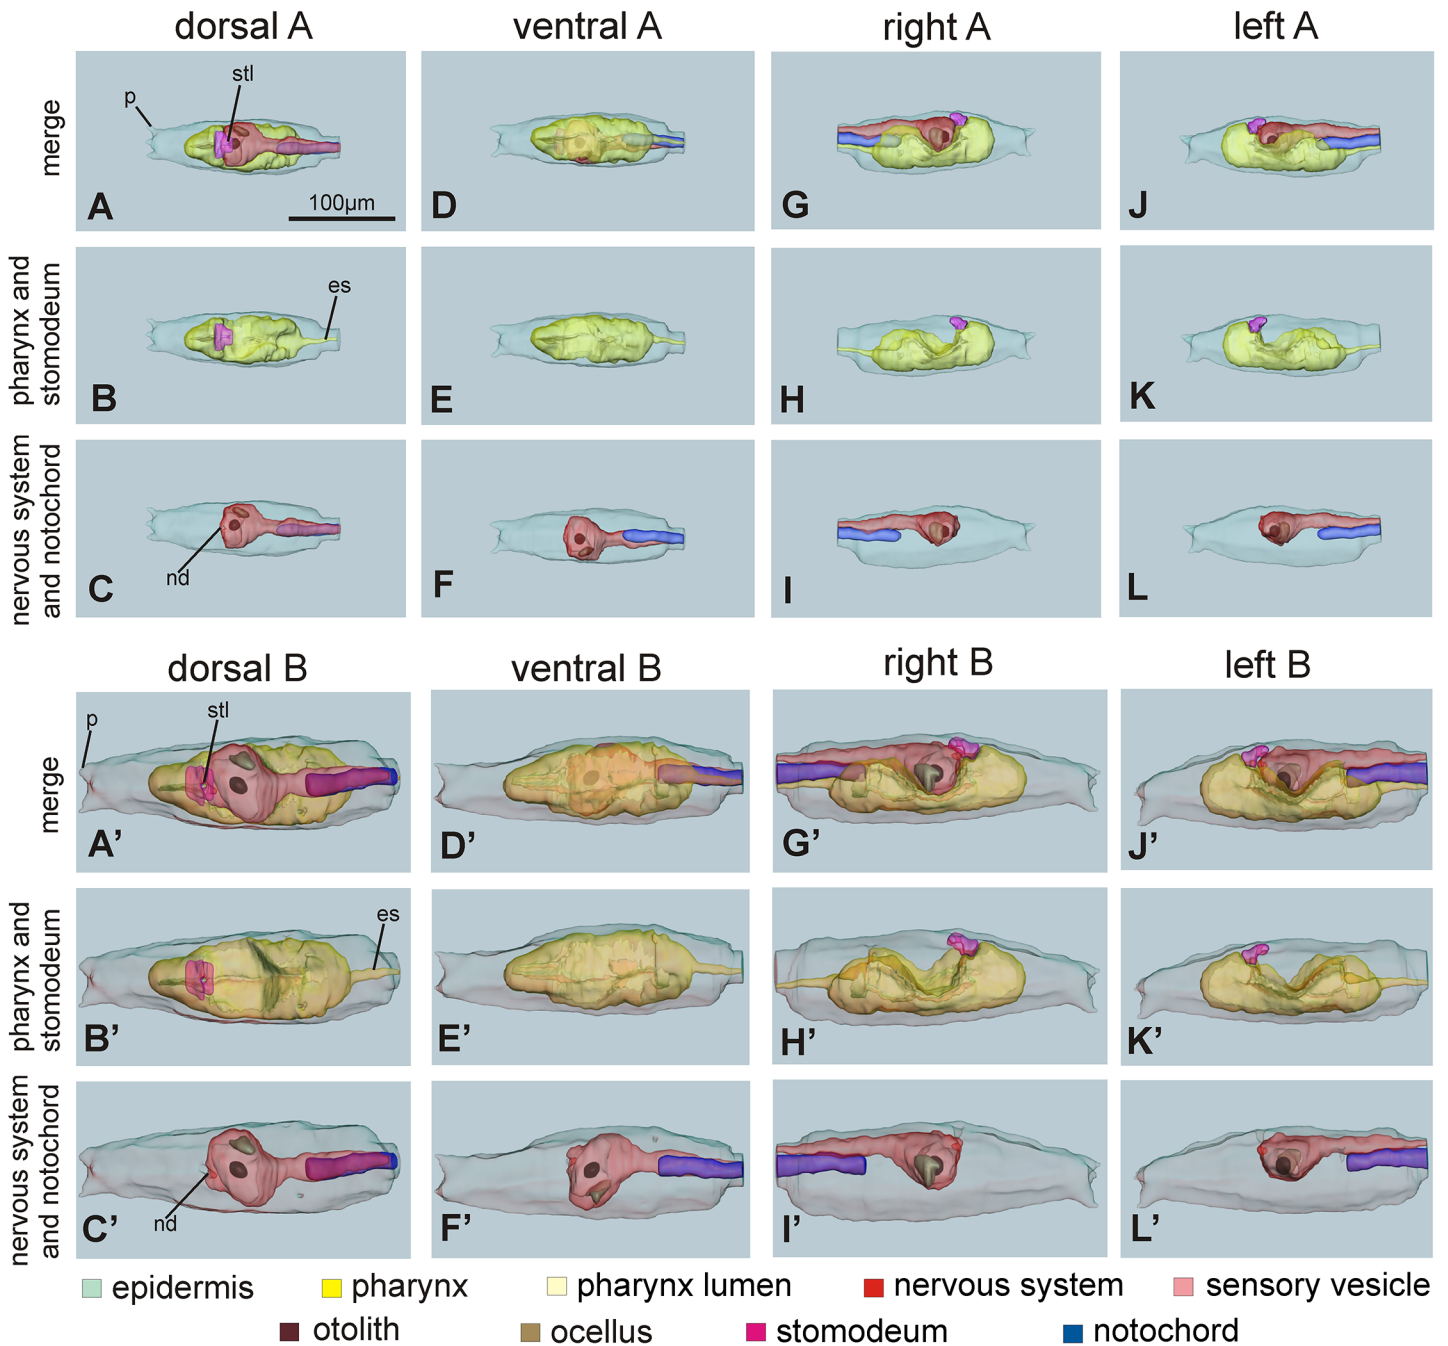 dorsal A ventral A right A left A
merge
p stl
100µm
A D G J
pharynx and
stomodeum
es
B E H K
nervous system
and notochord
nd
C F I L
dorsal B ventral B right B left B
merge
p stl
A’ D’ G’ J’
pharynx and
stomodeum
es
B’ E’ H’ K’
nervous system
and notochord
nd
C’ F’ I’ L’
epidermis pharynx pharynx lumen nervous system sensory vesicle
otolith ocellus stomodeum notochord